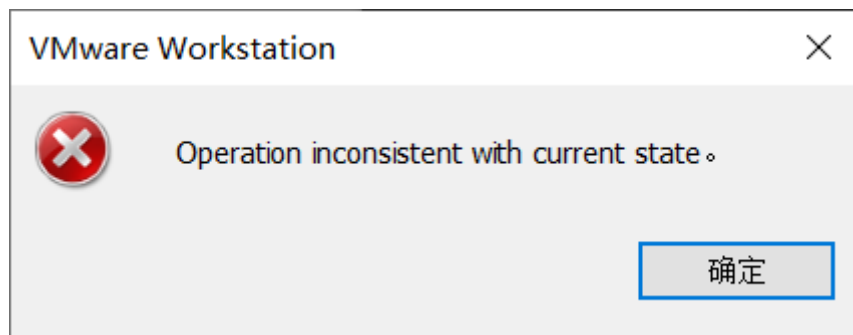 VMware Workstation
Operation inconsistent with current state。
确定